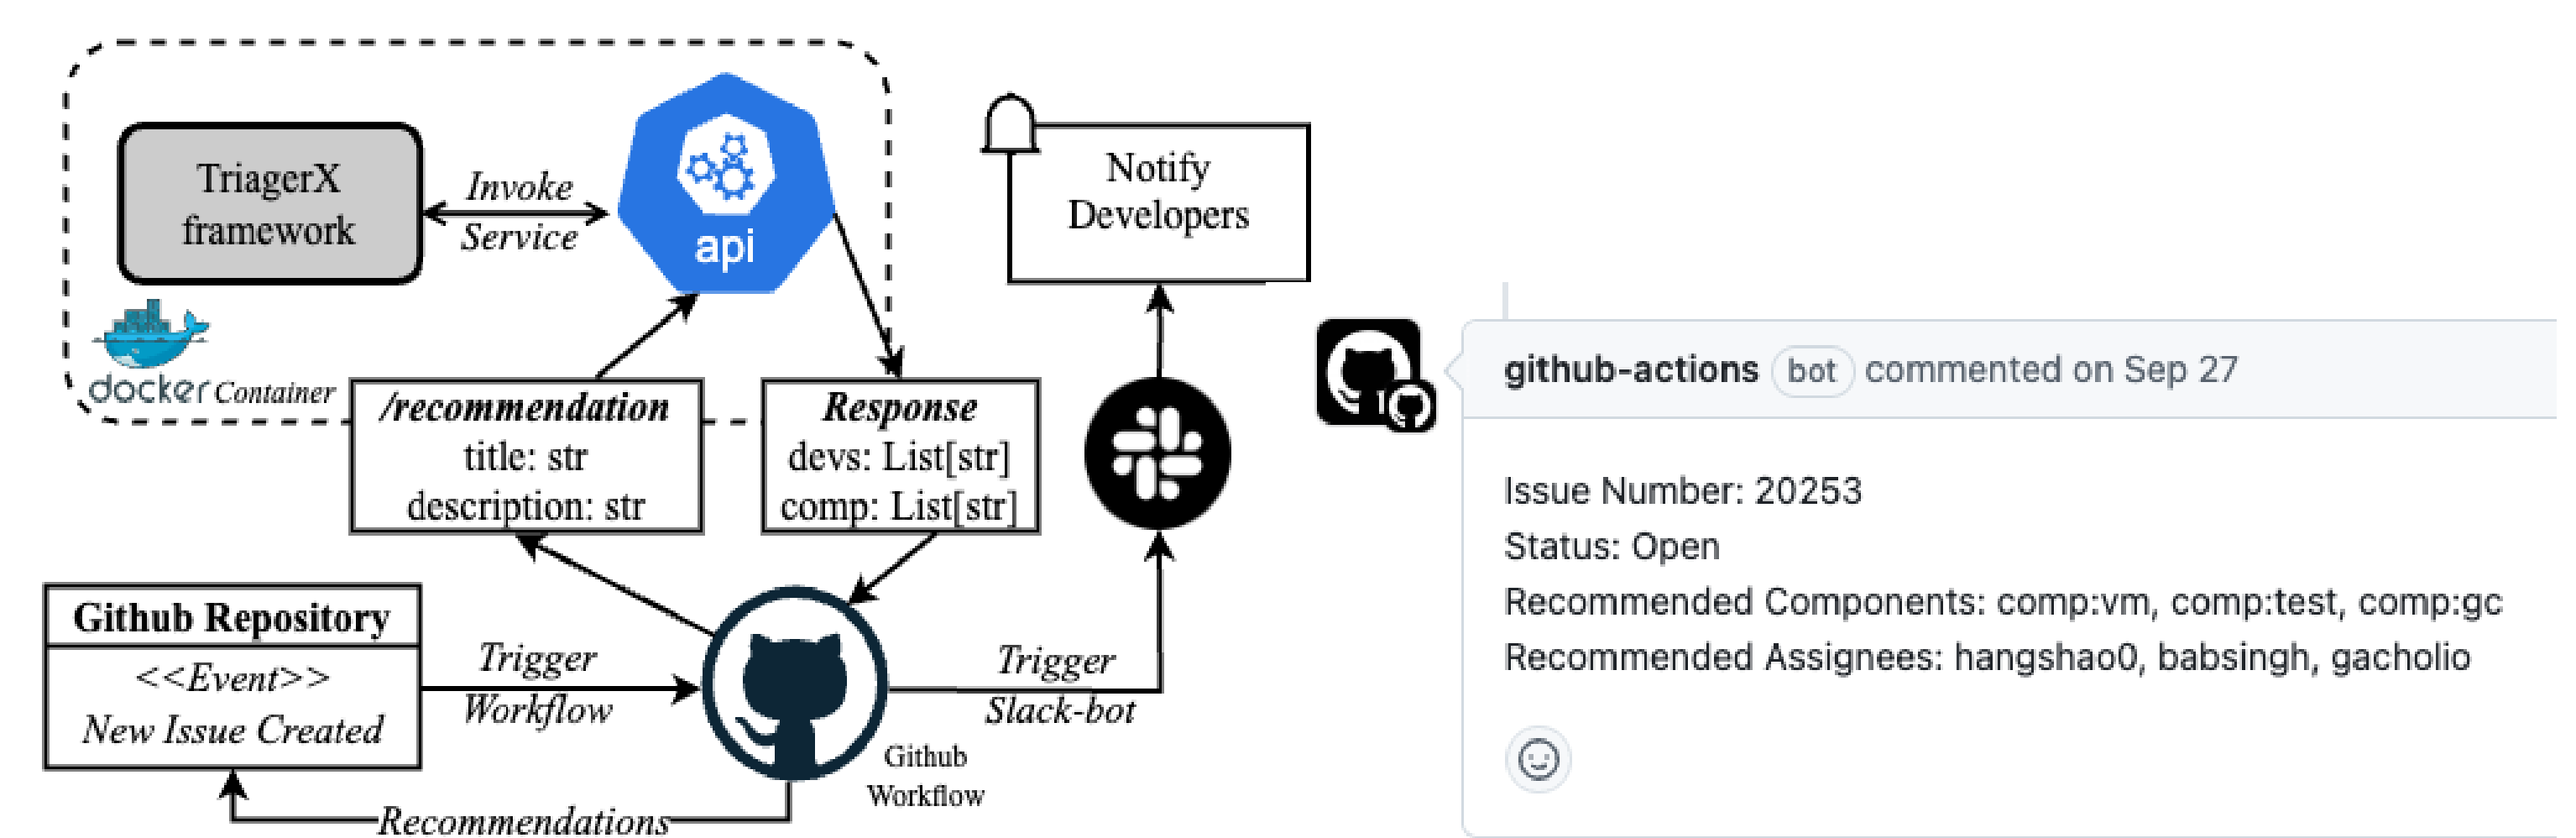 TriagerX
framework
Invoke
Service
api
docker Container
/recommendation
title: str
description: str
Response
devs: List[str]
comp: List[str]
Notify
Developers
Github Repository
<<Event>>
New Issue Created
Trigger
Workflow
Github
Workflow
Trigger
Slack-bot
Recommendations
github-actions bot commented on Sep 27
Issue Number: 20253
Status: Open
Recommended Components: comp:vm, comp:test, comp:gc
Recommended Assignees: hangshao0, babsingh, gacholio